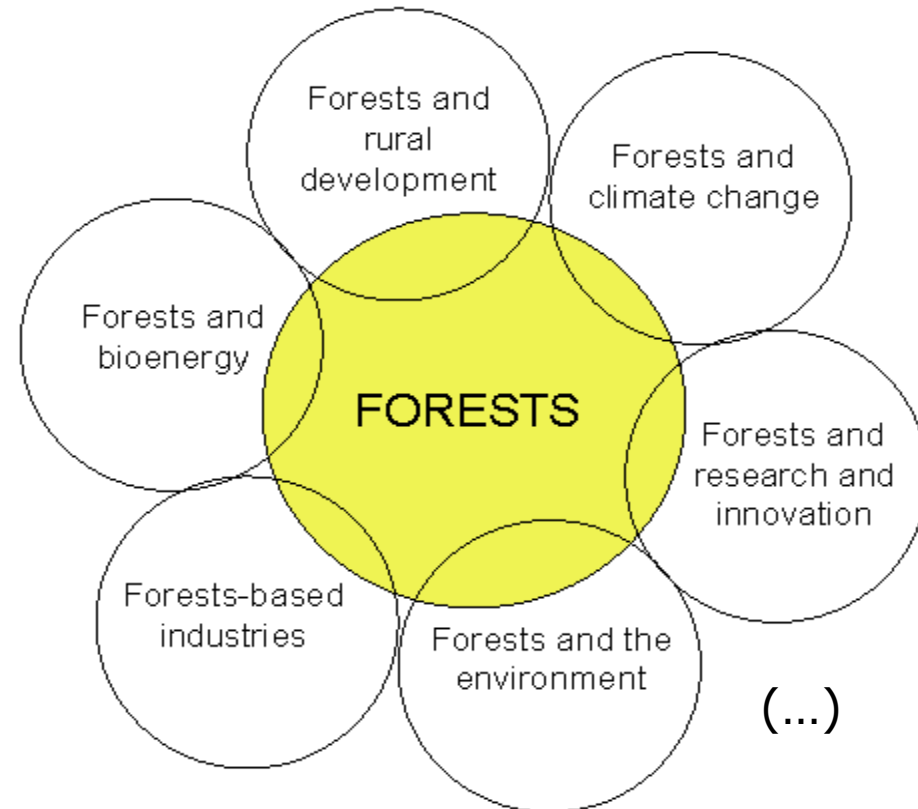 Forests and
rural
development
Forests and
climate change
Forests and
bioenergy
FORESTS
Forests and
research and
innovation
Forests-based
industries
Forests and the
environment
(...)